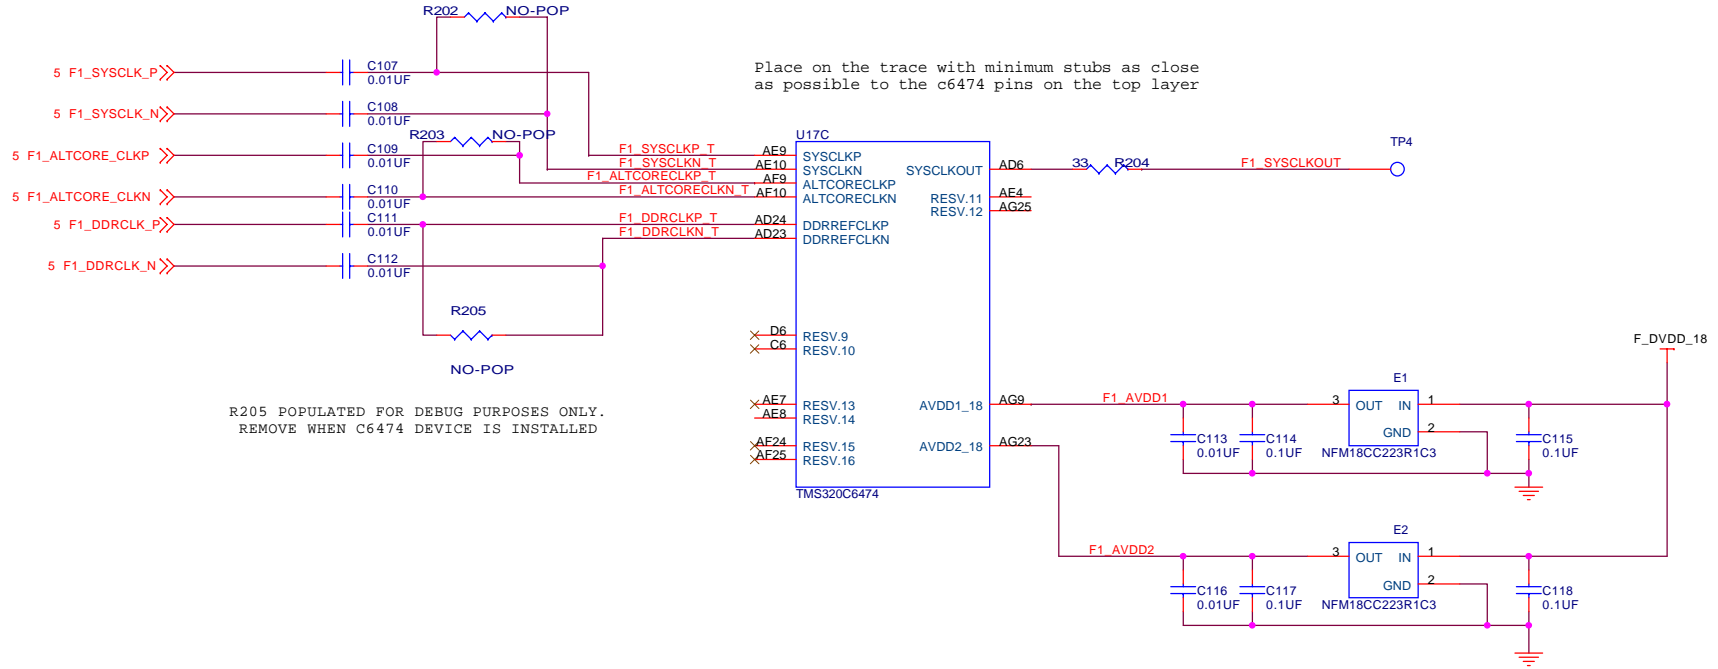 R202 NO-POP
5 F1_SYSCLK_P
C107
0.01UF
Place on the trace with minimum stubs as close
as possible to the c6474 pins on the top layer
5 F1_SYSCLK_N
C108
0.01UF
R203 NO-POP
5 F1_ALTCORE_CLKP
C109
0.01UF
5 F1_ALTCORE_CLKN
C110
0.01UF
5 F1_DDRCLK_P
C111
0.01UF
5 F1_DDRCLK_N
C112
0.01UF
R205
NO-POP
R205 POPULATED FOR DEBUG PURPOSES ONLY.
REMOVE WHEN C6474 DEVICE IS INSTALLED
U17C
F1_SYSCLKP_T AE9 SYSCLKP
F1_SYSCLKN_T AE10 SYSCLKN
F1_ALTCORECLKP_T AF9 ALTCORECLKP
F1_ALTCORECLKN_T AF10 ALTCORECLKN
F1_DDRCLKP_T AD24 DDRREFCLKP
F1_DDRCLKN_T AD23 DDRREFCLKN
D6 RESV.9
C6 RESV.10
AE7 RESV.13
AE8 RESV.14
AF24 RESV.15
AF25 RESV.16
TMS320C6474
SYSCLKOUT AD6 33 R204 F1_SYSCLKOUT TP4
RESV.11 AE4
RESV.12 AG25
AVDD1_18 AG9 F1_AVDD1
AVDD2_18 AG23
F_DVDD_18
E1
3 OUT IN 1
GND 2
NFM18CC223R1C3
C113
0.01UF
C114
0.1UF
C115
0.1UF
F1_AVDD2
E2
3 OUT IN 1
GND 2
NFM18CC223R1C3
C116
0.01UF
C117
0.1UF
C118
0.1UF